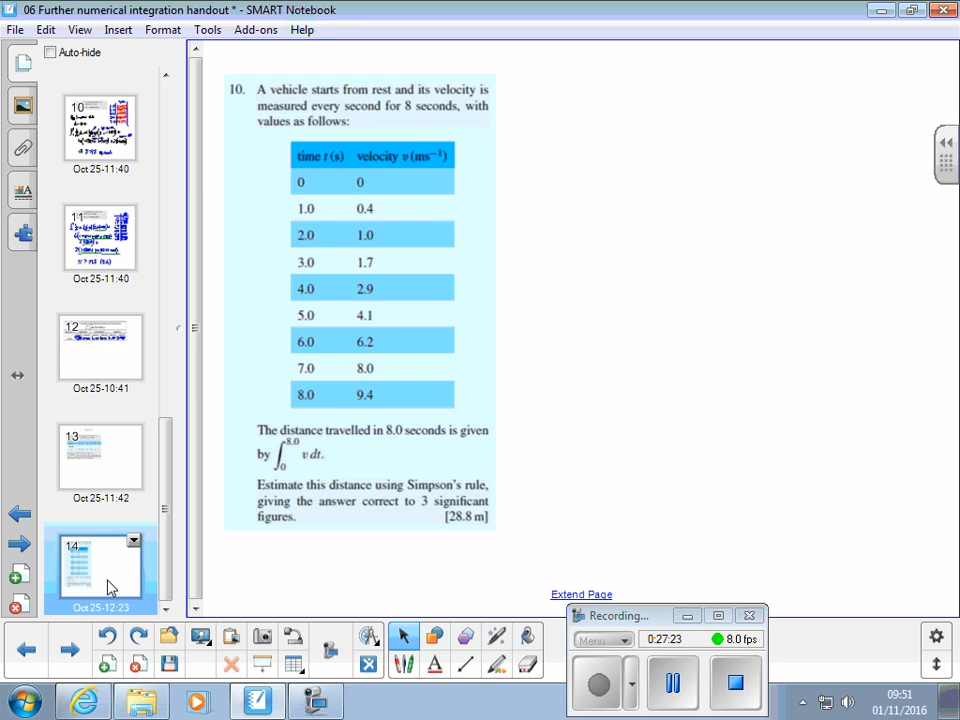 06 Further numerical integration handout * - SMART Notebook
File Edit View Insert Format Tools Add-ons Help
Auto-hide
10
Oct 25-11:40
11
Oct 25-11:40
12
Oct 25-10:41
13
Oct 25-11:42
14
Oct 25-12:23
10. A vehicle starts from rest and its velocity is
measured every second for 8 seconds, with
values as follows:
time t (s) velocity v (ms⁻¹)
0 0
1.0 0.4
2.0 1.0
3.0 1.7
4.0 2.9
5.0 4.1
6.0 6.2
7.0 8.0
8.0 9.4
The distance travelled in 8.0 seconds is given
by ∫₀^8.0 v dt.
Estimate this distance using Simpson's rule,
giving the answer correct to 3 significant
figures. [28.8 m]
Extend Page
Recording...
Menu 0:27:23 8.0 fps
09:51
01/11/2016